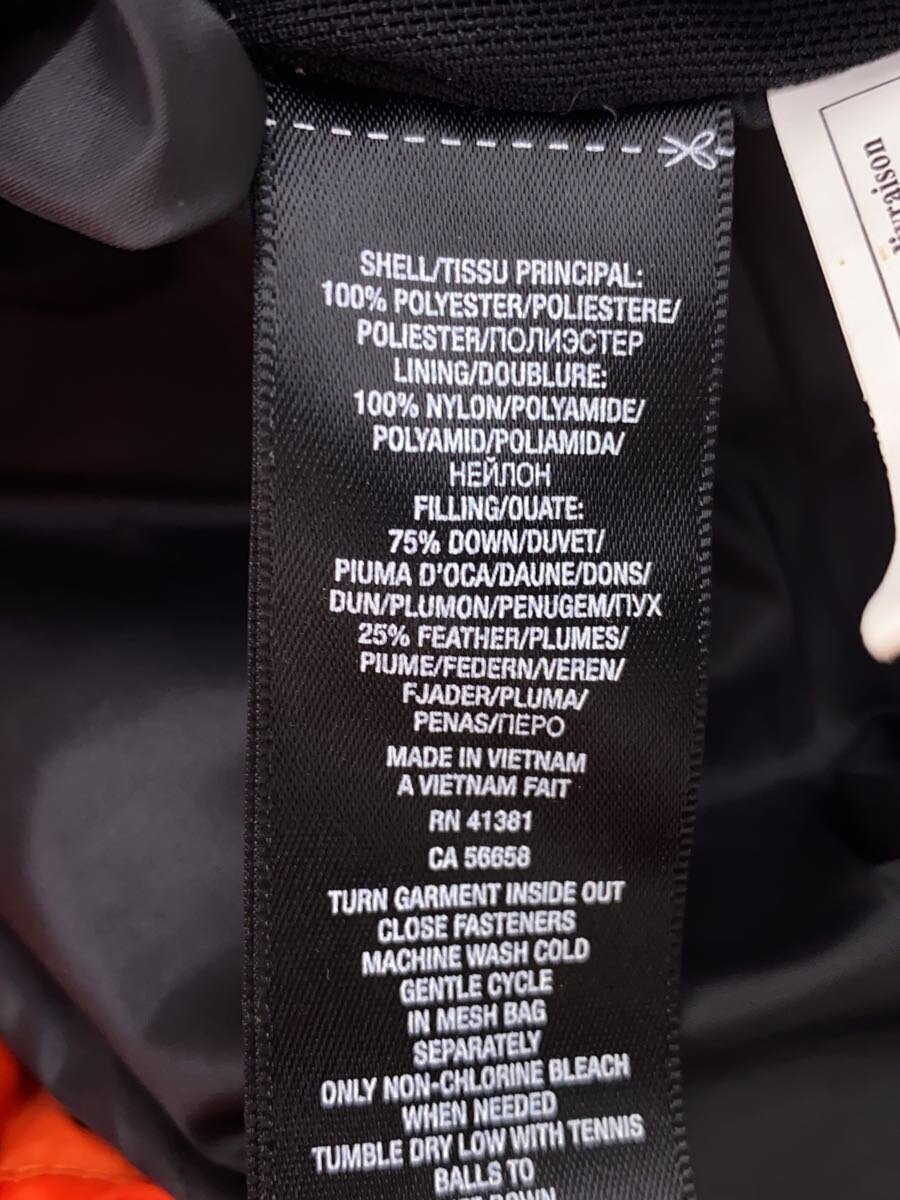 SHELL/TISSU PRINCIPAL:
100% POLYESTER/POLIESTERE/
POLIESTER/ПОЛИЭСТЕР
LINING/DOUBLURE:
100% NYLON/POLYAMIDE/
POLYAMID/POLIAMIDA/
НЕЙЛОН
FILLING/OUATE:
75% DOWN/DUVET/
PIUMA D'OCA/DAUNE/DONS/
DUN/PLUMON/PENUGEM/ПУХ
25% FEATHER/PLUMES/
PIUME/FEDERN/VEREN/
FJADER/PLUMA/
PENAS/ПЕРО
MADE IN VIETNAM
A VIETNAM FAIT
RN 41381
CA 56658
TURN GARMENT INSIDE OUT
CLOSE FASTENERS
MACHINE WASH COLD
GENTLE CYCLE
IN MESH BAG
SEPARATELY
ONLY NON-CHLORINE BLEACH
WHEN NEEDED
TUMBLE DRY LOW WITH TENNIS
BALLS TO
DOWN
livraison